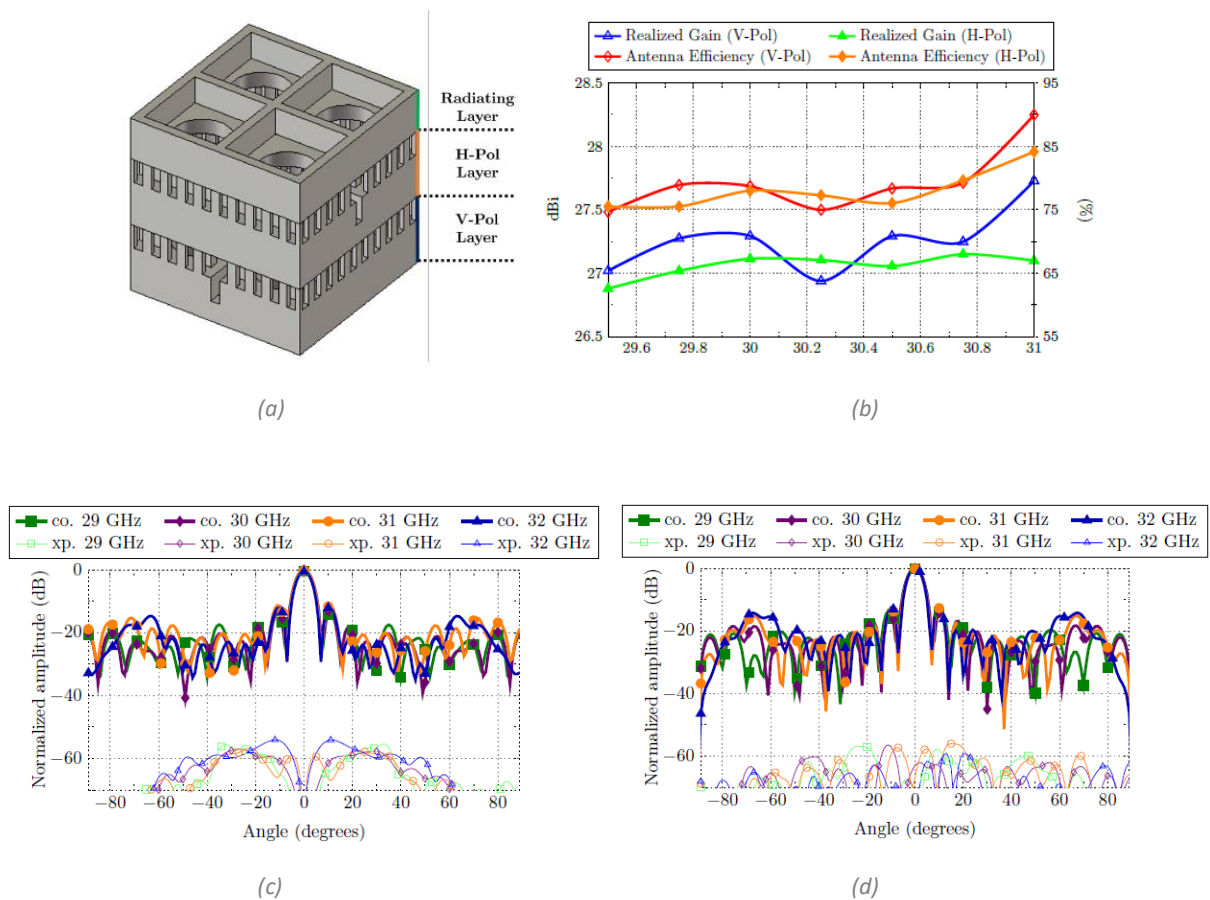 Radiating
Layer
H-Pol
Layer
V-Pol
Layer
(a)
Realized Gain (V-Pol) Realized Gain (H-Pol)
Antenna Efficiency (V-Pol) Antenna Efficiency (H-Pol)
28.5 95
28 85
27.5 75
27 65
26.5 55
dBi
(%)
29.6 29.8 30 30.2 30.4 30.6 30.8 31
(b)
co. 29 GHz co. 30 GHz co. 31 GHz co. 32 GHz
xp. 29 GHz xp. 30 GHz xp. 31 GHz xp. 32 GHz
0
−20
−40
−60
Normalized amplitude (dB)
−80 −60 −40 −20 0 20 40 60 80
Angle (degrees)
(c)
co. 29 GHz co. 30 GHz co. 31 GHz co. 32 GHz
xp. 29 GHz xp. 30 GHz xp. 31 GHz xp. 32 GHz
0
−20
−40
−60
Normalized amplitude (dB)
−80 −60 −40 −20 0 20 40 60 80
Angle (degrees)
(d)